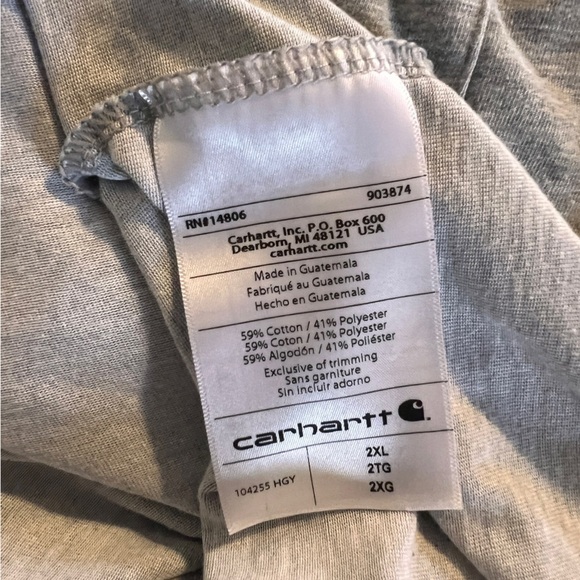 RN#14806 903874
Carhartt, Inc. P.O. Box 600
Dearborn, MI 48121 USA
carhartt.com
Made in Guatemala
Fabriqué au Guatemala
Hecho en Guatemala
59% Cotton / 41% Polyester
59% Coton / 41% Polyester
59% Algodón / 41% Poliéster
Exclusive of trimming
Sans garniture
Sin incluir adorno
carhartt
104255 HGY
2XL
2TG
2XG